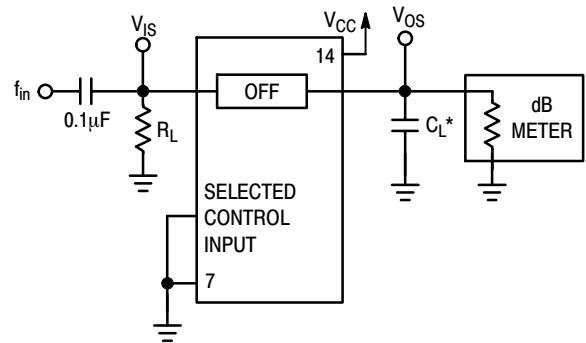 V_IS
V_CC
V_OS
14
f_in
OFF
dB
METER
0.1μF
R_L
C_L*
SELECTED
CONTROL
INPUT
7